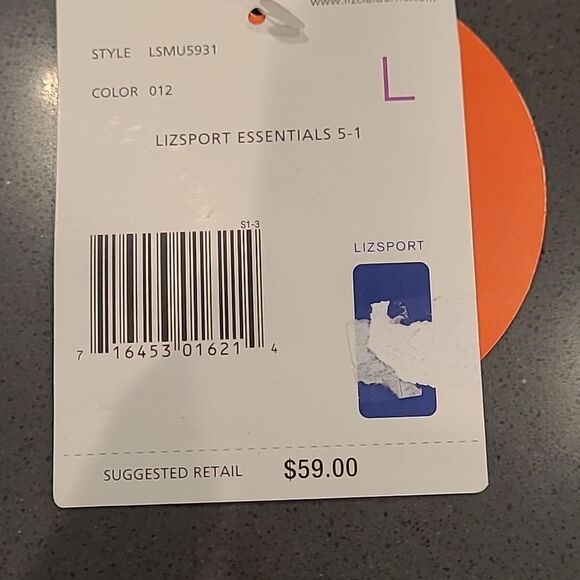 STYLE LSMU5931
L
COLOR 012
LIZSPORT ESSENTIALS 5-1
S1-3
LIZSPORT
7 16453 01621 4
SUGGESTED RETAIL $59.00